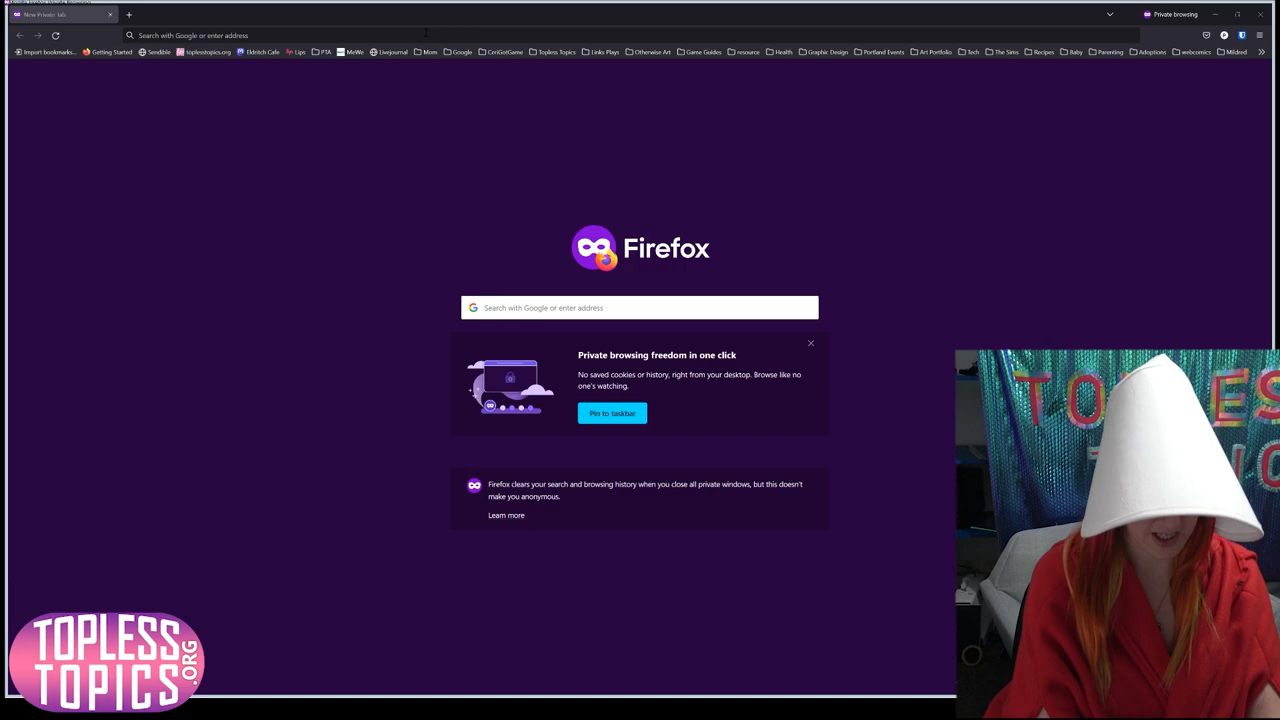 New Private Tab
Private browsing
Search with Google or enter address
Import bookmarks...
Getting Started
Sendible
toplesstopics.org
Eldritch Cafe
Lips
PTA
MeWe
Livejournal
Mom
Google
CeriGotGame
Topless Topics
Links Plays
Otherwise Art
Game Guides
resource
Health
Graphic Design
Portland Events
Art Portfolio
Tech
The Sims
Recipes
Baby
Parenting
Adoptions
webcomics
Mildred
Firefox
Search with Google or enter address
Private browsing freedom in one click
No saved cookies or history, right from your desktop. Browse like no
one's watching.
Pin to taskbar
Firefox clears your search and browsing history when you close all private windows, but this doesn't
make you anonymous.
Learn more
TOPLESS
TOPICS
.ORG